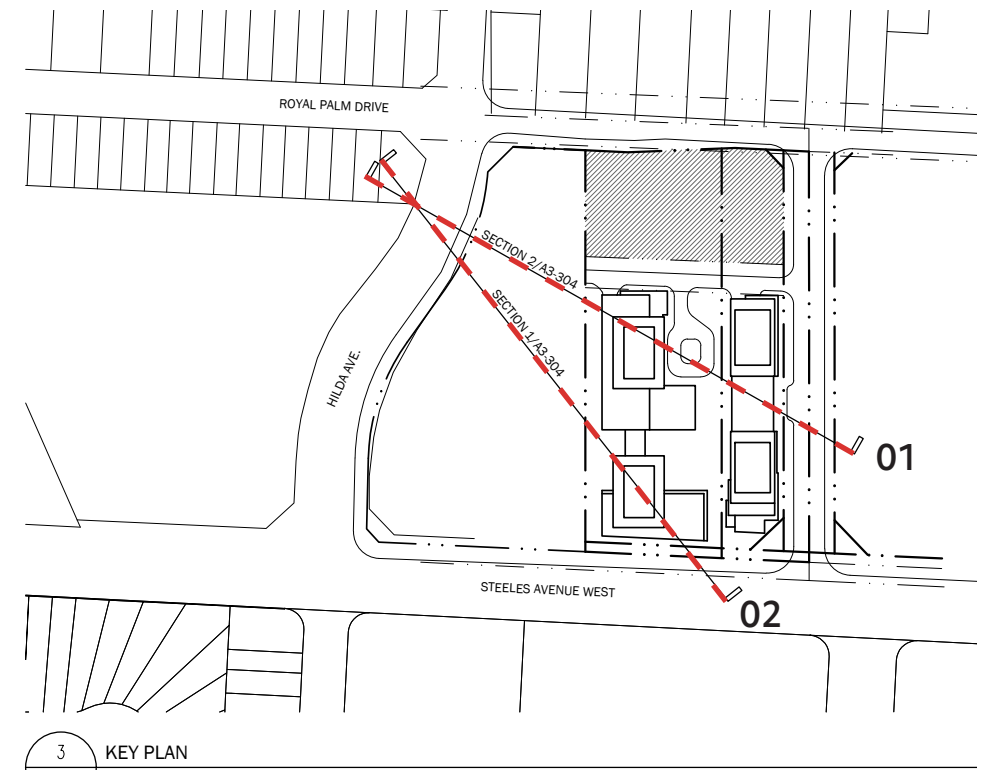 ROYAL PALM DRIVE
SECTION 2/A3-304
SECTION 1/A3-304
HILDA AVE.
01
STEELES AVENUE WEST
02
3 KEY PLAN